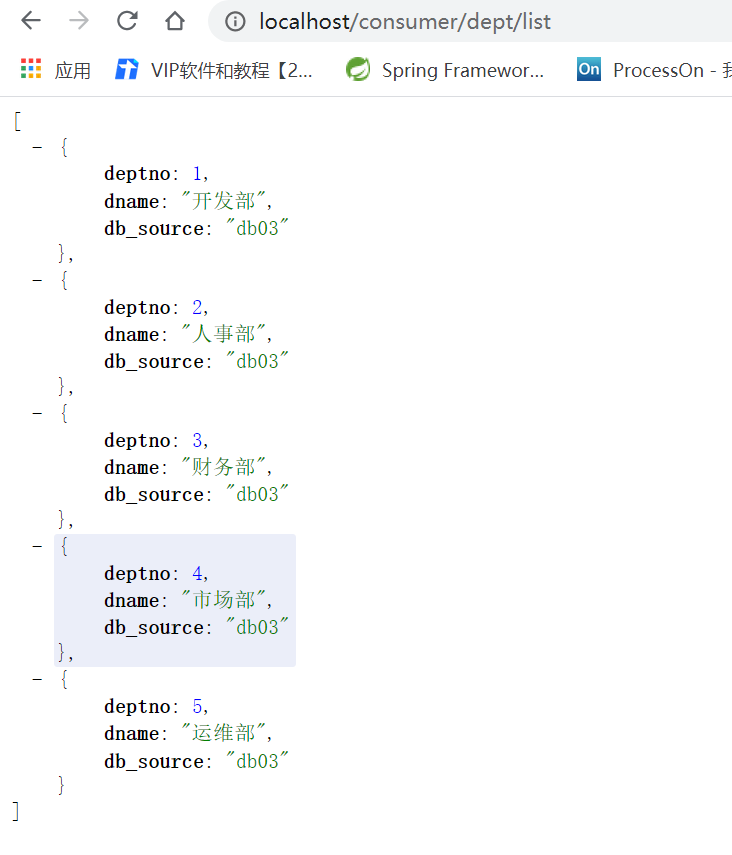 localhost/consumer/dept/list
应用 VIP软件和教程【2... Spring Framewor... On ProcessOn - 我
[
- {
deptno: 1,
dname: "开发部",
db_source: "db03"
},
- {
deptno: 2,
dname: "人事部",
db_source: "db03"
},
- {
deptno: 3,
dname: "财务部",
db_source: "db03"
},
- {
deptno: 4,
dname: "市场部",
db_source: "db03"
},
- {
deptno: 5,
dname: "运维部",
db_source: "db03"
}
]